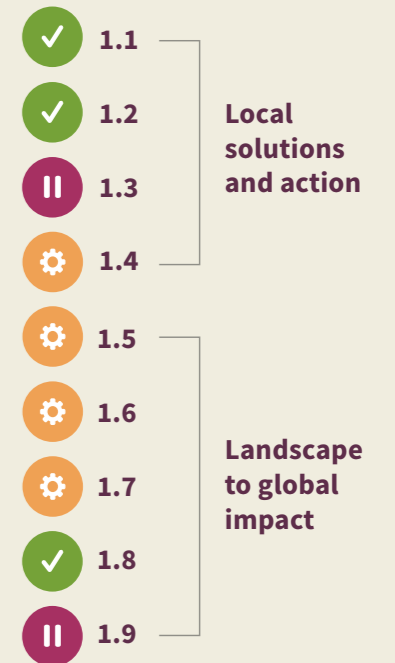 1.1
1.2
1.3
1.4
Local
solutions
and action
1.5
1.6
1.7
1.8
1.9
Landscape
to global
impact